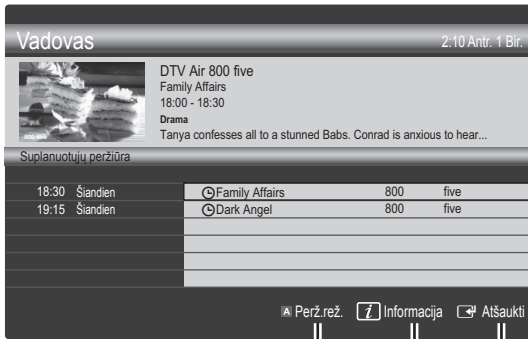 Vadovas 2:10 Antr. 1 Bir.
DTV Air 800 five
Family Affairs
18:00 - 18:30
Drama
Tanya confesses all to a stunned Babs. Conrad is anxious to hear...
Suplanuotųjų peržiūra
18:30 Šiandien Family Affairs 800 five
19:15 Šiandien Dark Angel 800 five
A Perž.rež. i Informacija Atšaukti